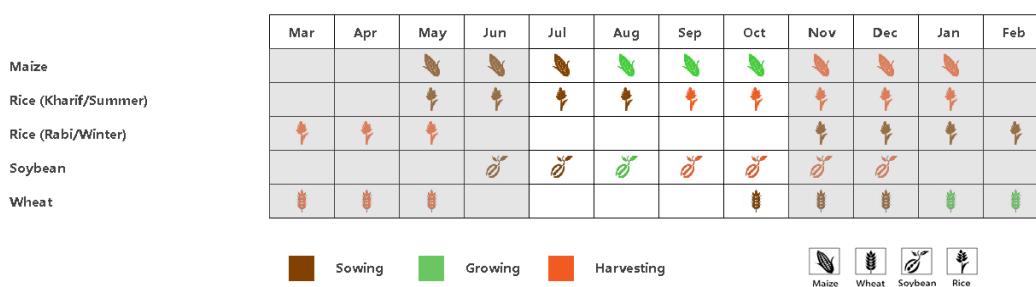 Mar Apr May Jun Jul Aug Sep Oct Nov Dec Jan Feb
Maize
Rice (Kharif/Summer)
Rice (Rabi/Winter)
Soybean
Wheat
Sowing Growing Harvesting
Maize Wheat Soybean Rice